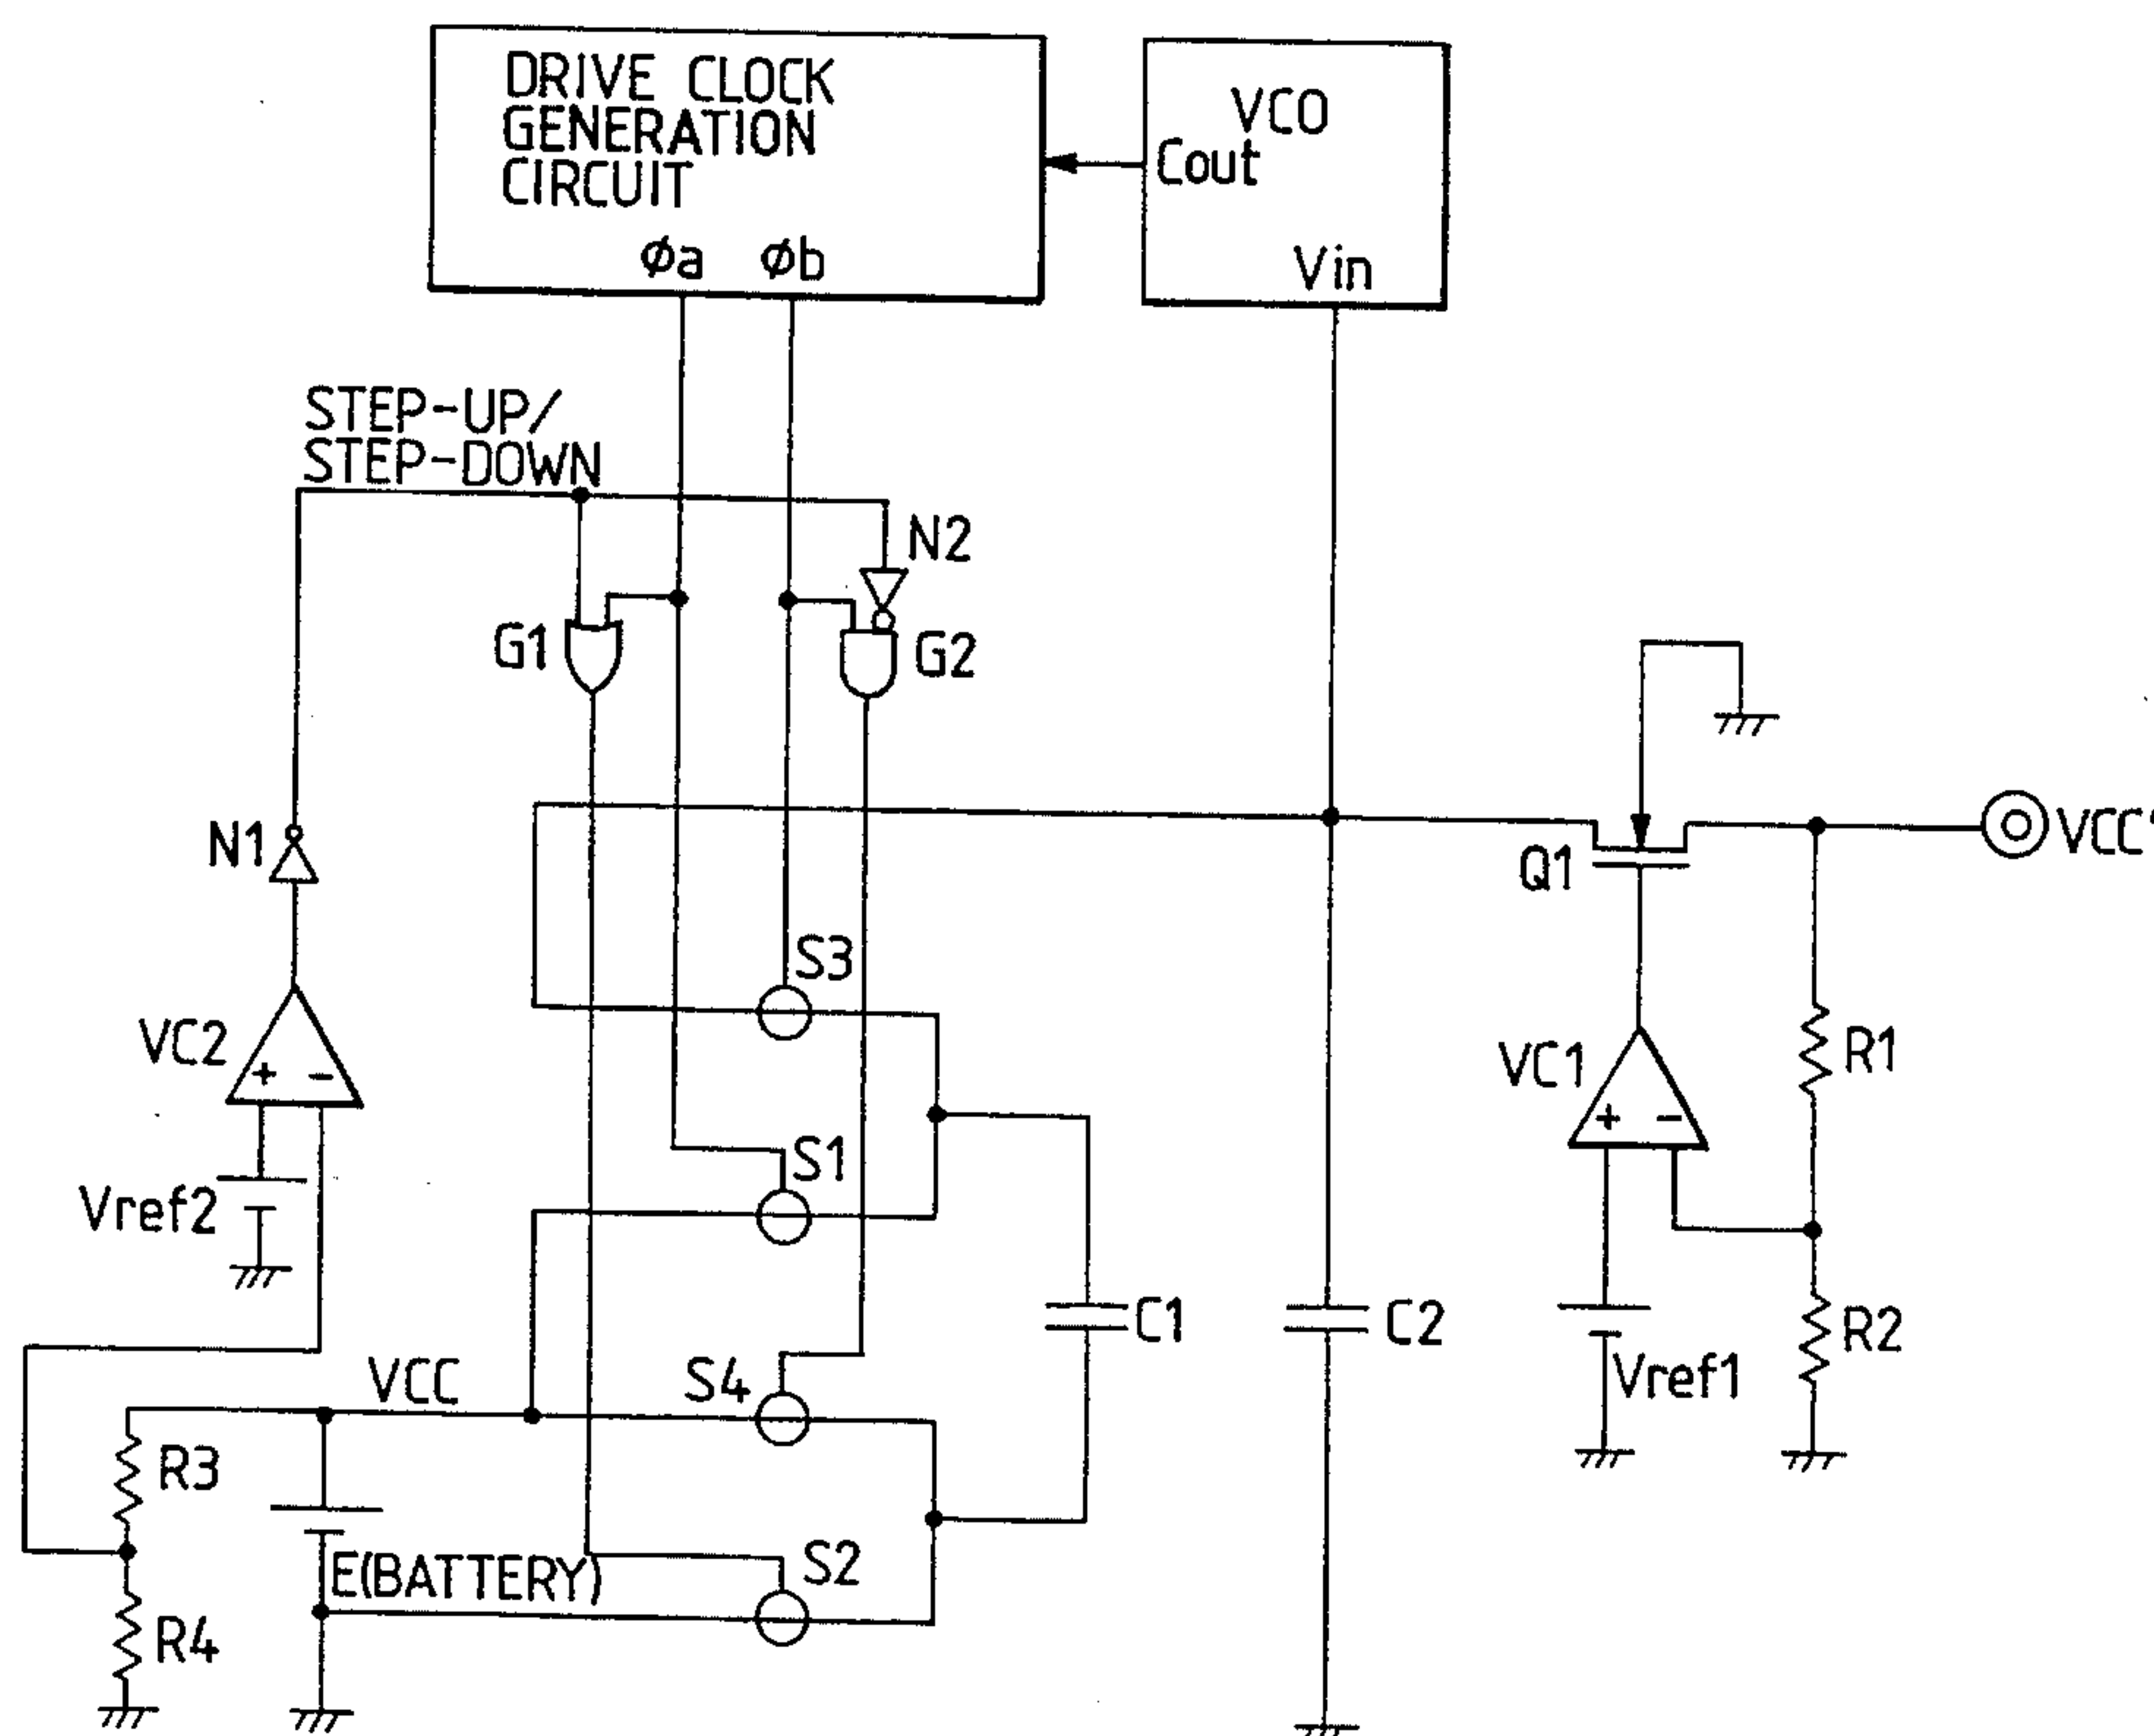 DRIVE CLOCK
GENERATION
CIRCUIT
φa φb
VCO
Cout
Vin
STEP-UP/
STEP-DOWN
N2
G1
G2
N1
Q1
VCC'
S3
VC2
+ -
R1
VC1
+ -
S1
Vref2
C1
C2
R2
Vref1
VCC
S4
R3
E(BATTERY)
S2
R4